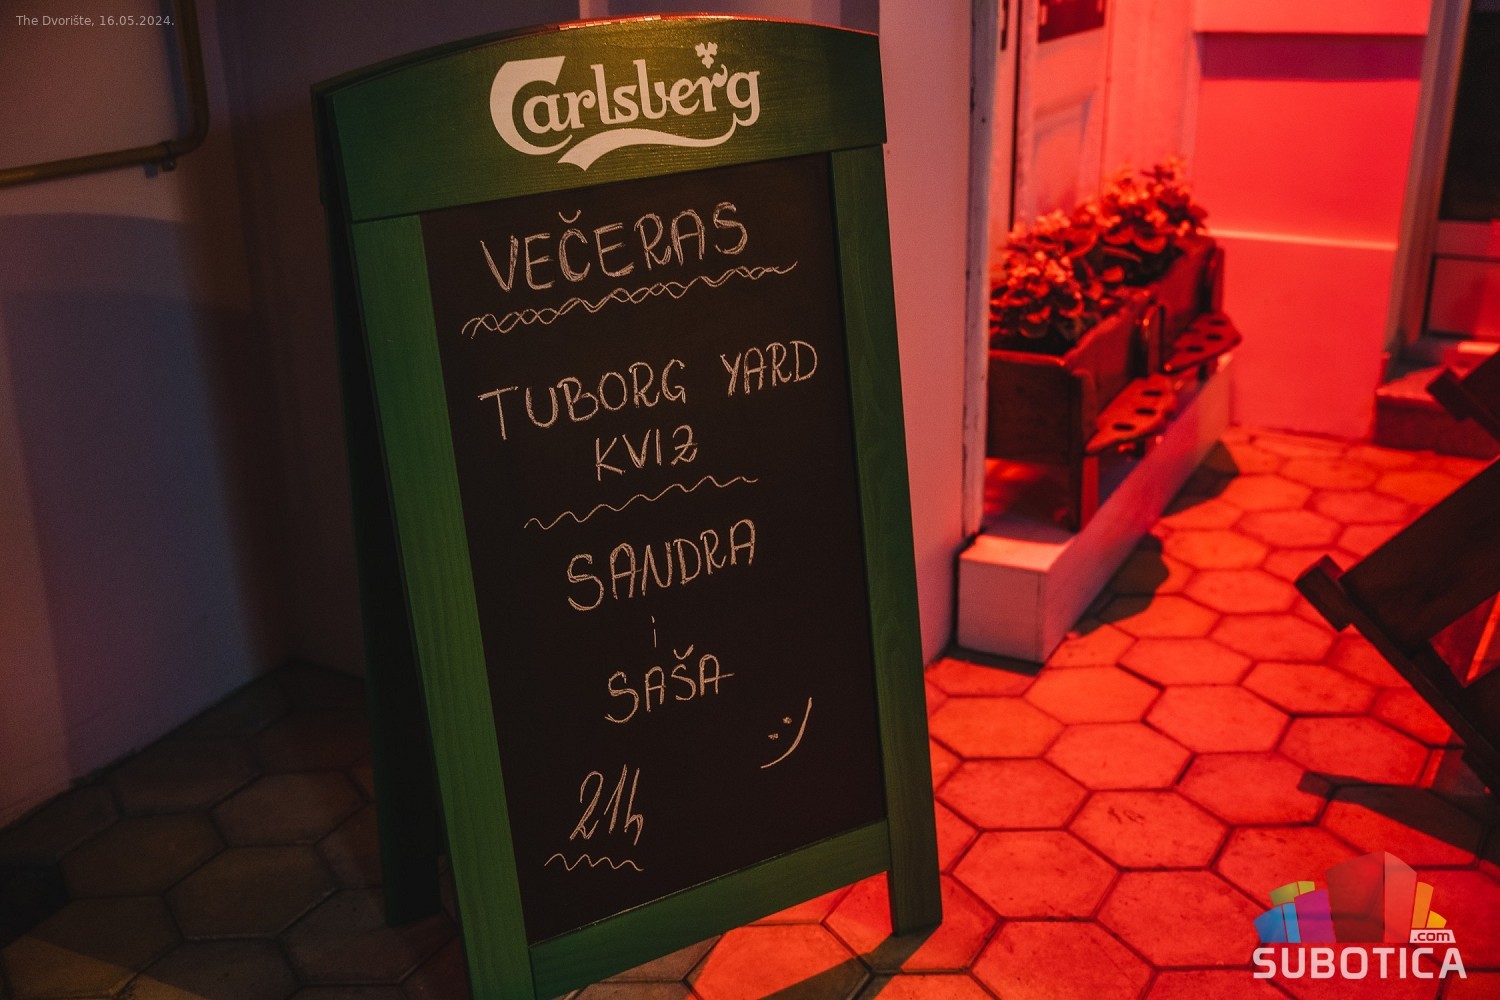 The Dvorište, 16.05.2024.
Carlsberg
VEČERAS
TUBORG YARD
KVIZ
SANDRA
i
SAŠA
21h
.com
SUBOTICA